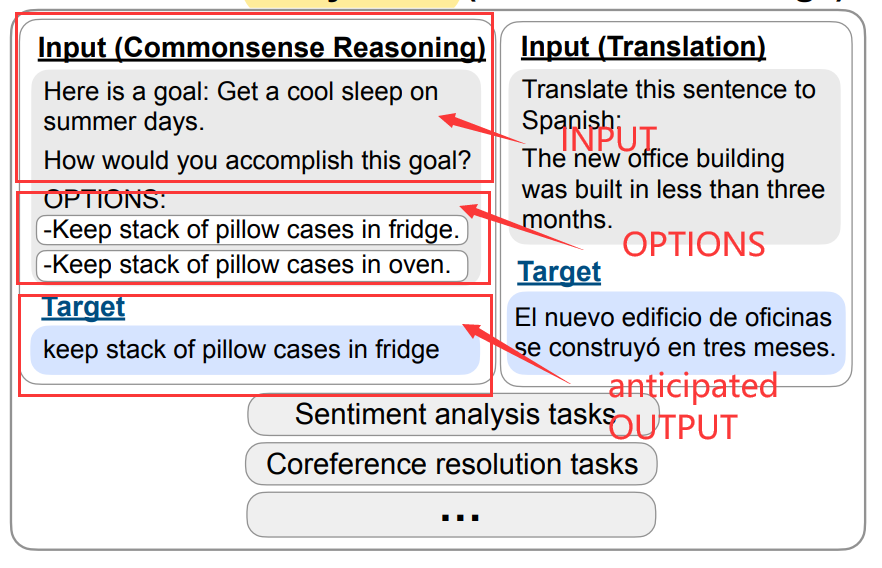 Input (Commonsense Reasoning)
Here is a goal: Get a cool sleep on
summer days.
How would you accomplish this goal?
OPTIONS:
-Keep stack of pillow cases in fridge.
-Keep stack of pillow cases in oven.
Target
keep stack of pillow cases in fridge
Input (Translation)
Translate this sentence to
Spanish:
The new office building
was built in less than three
months.
Target
El nuevo edificio de oficinas
se construyó en tres meses.
INPUT
OPTIONS
anticipated
OUTPUT
Sentiment analysis tasks
Coreference resolution tasks
...